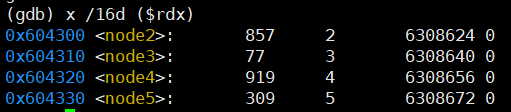 (gdb) x /16d ($rdx)
0x604300 <node2>: 857 2 6308624 0
0x604310 <node3>: 77 3 6308640 0
0x604320 <node4>: 919 4 6308656 0
0x604330 <node5>: 309 5 6308672 0